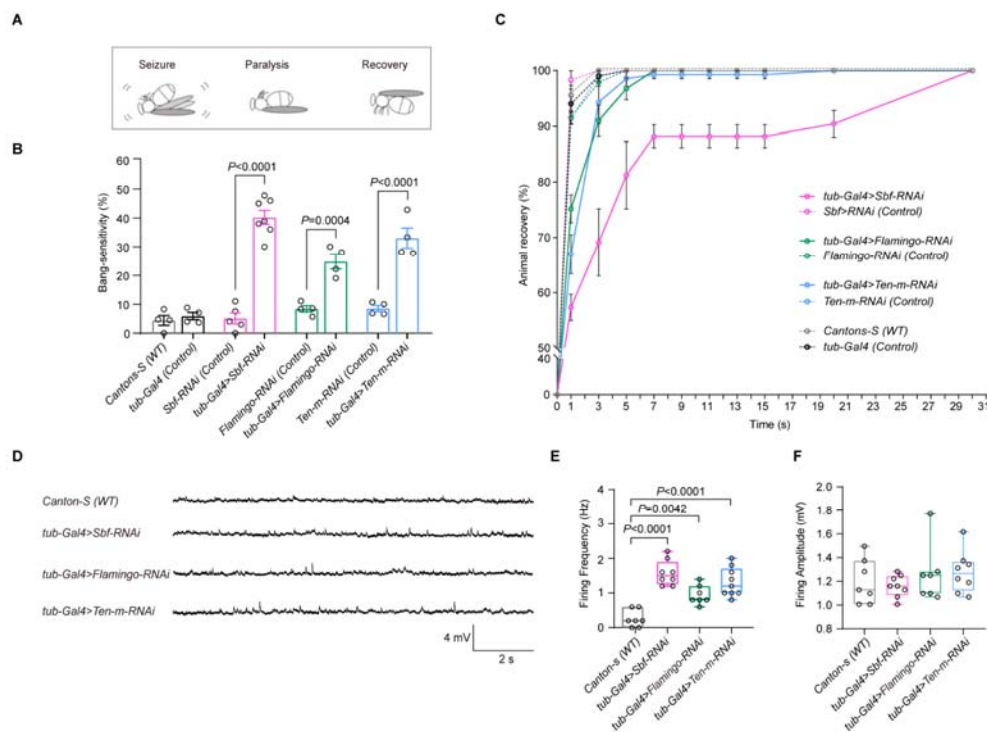 A
Seizure
Paralysis
Recovery
B
Bang-sensitivity (%)
60
50
40
30
20
10
0
P<0.0001
P=0.0004
P<0.0001
Cantons-S (WT)
tub-Gal4 (Control)
Sbf-RNAi (Control)
tub-Gal4>Sbf-RNAi
Flamingo-RNAi (Control)
tub-Gal4>Flamingo-RNAi
Ten-m-RNAi (Control)
tub-Gal4>Ten-m-RNAi
C
Animal recovery (%)
100
90
80
70
60
50
40
0
0 1 3 5 7 9 11 13 15 17 19 21 23 25 27 29 31
Time (s)
tub-Gal4>Sbf-RNAi
Sbf>RNAi (Control)
tub-Gal4>Flamingo-RNAi
Flamingo-RNAi (Control)
tub-Gal4>Ten-m-RNAi
Ten-m-RNAi (Control)
Cantons-S (WT)
tub-Gal4 (Control)
D
Canton-S (WT)
tub-Gal4>Sbf-RNAi
tub-Gal4>Flamingo-RNAi
tub-Gal4>Ten-m-RNAi
4 mV
2 s
E
Firing Frequency (Hz)
4
3
2
1
0
P<0.0001
P=0.0042
P<0.0001
Canton-s (WT)
tub-Gal4>Sbf-RNAi
tub-Gal4>Flamingo-RNAi
tub-Gal4>Ten-m-RNAi
F
Firing Amplitude (mV)
2.0
1.8
1.6
1.4
1.2
1.0
0.8
Canton-s (WT)
tub-Gal4>Sbf-RNAi
tub-Gal4>Flamingo-RNAi
tub-Gal4>Ten-m-RNAi